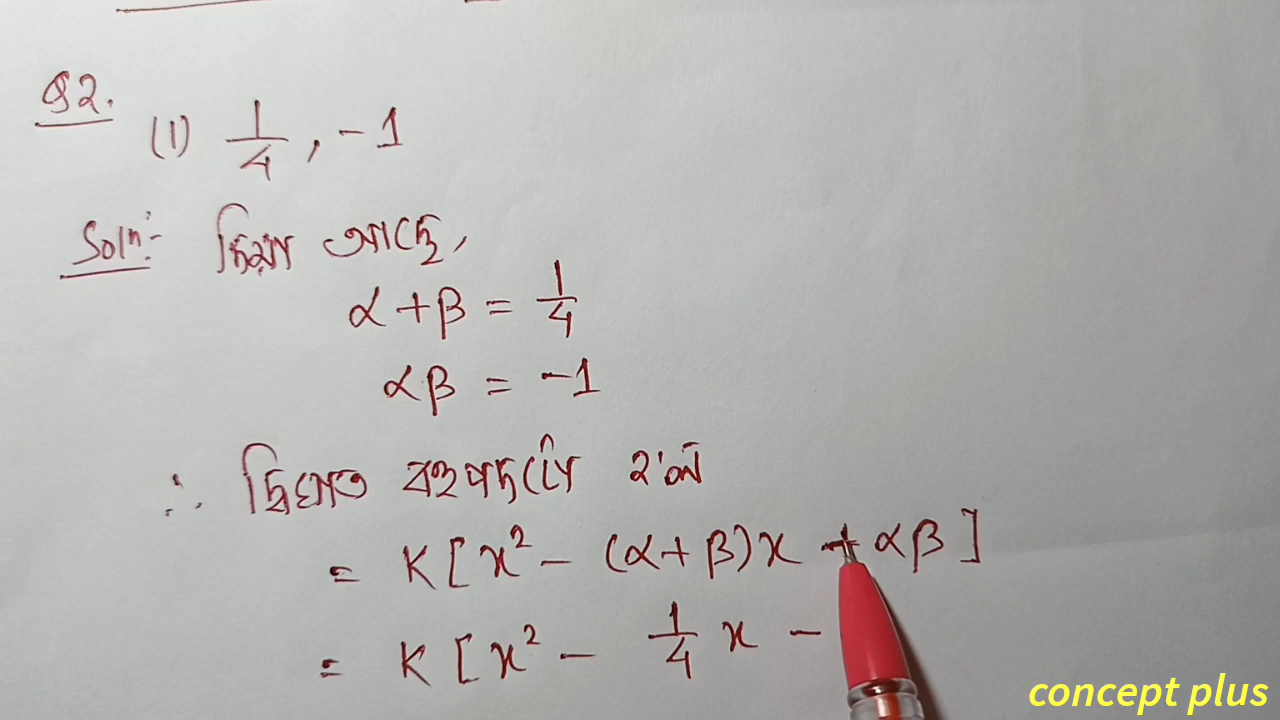 Q2.
(i) 1/4, -1
Soln:- দিয়া আছে,
α + β = 1/4
αβ = -1
∴ দ্বিঘাত বহুপদটো হ'ল
= K[x² - (α+β)x + αβ]
= K[x² - 1/4 x -
concept plus